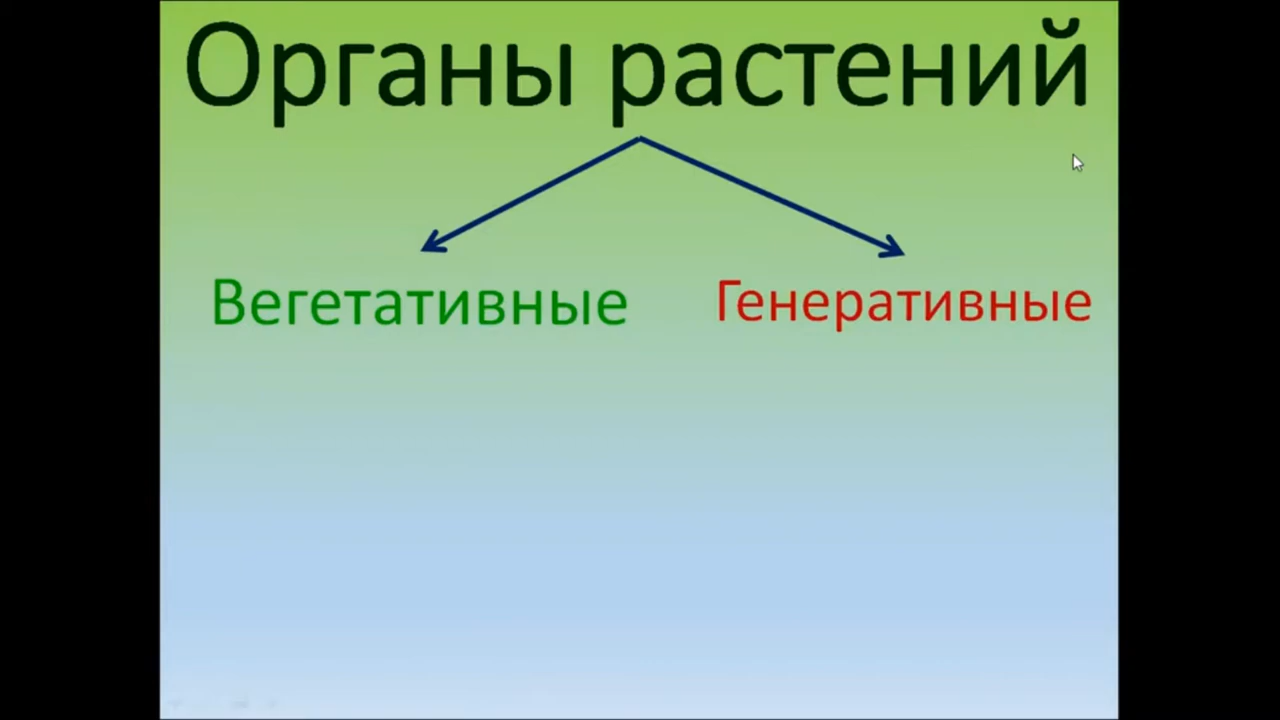 Органы растений
Вегетативные
Генеративные